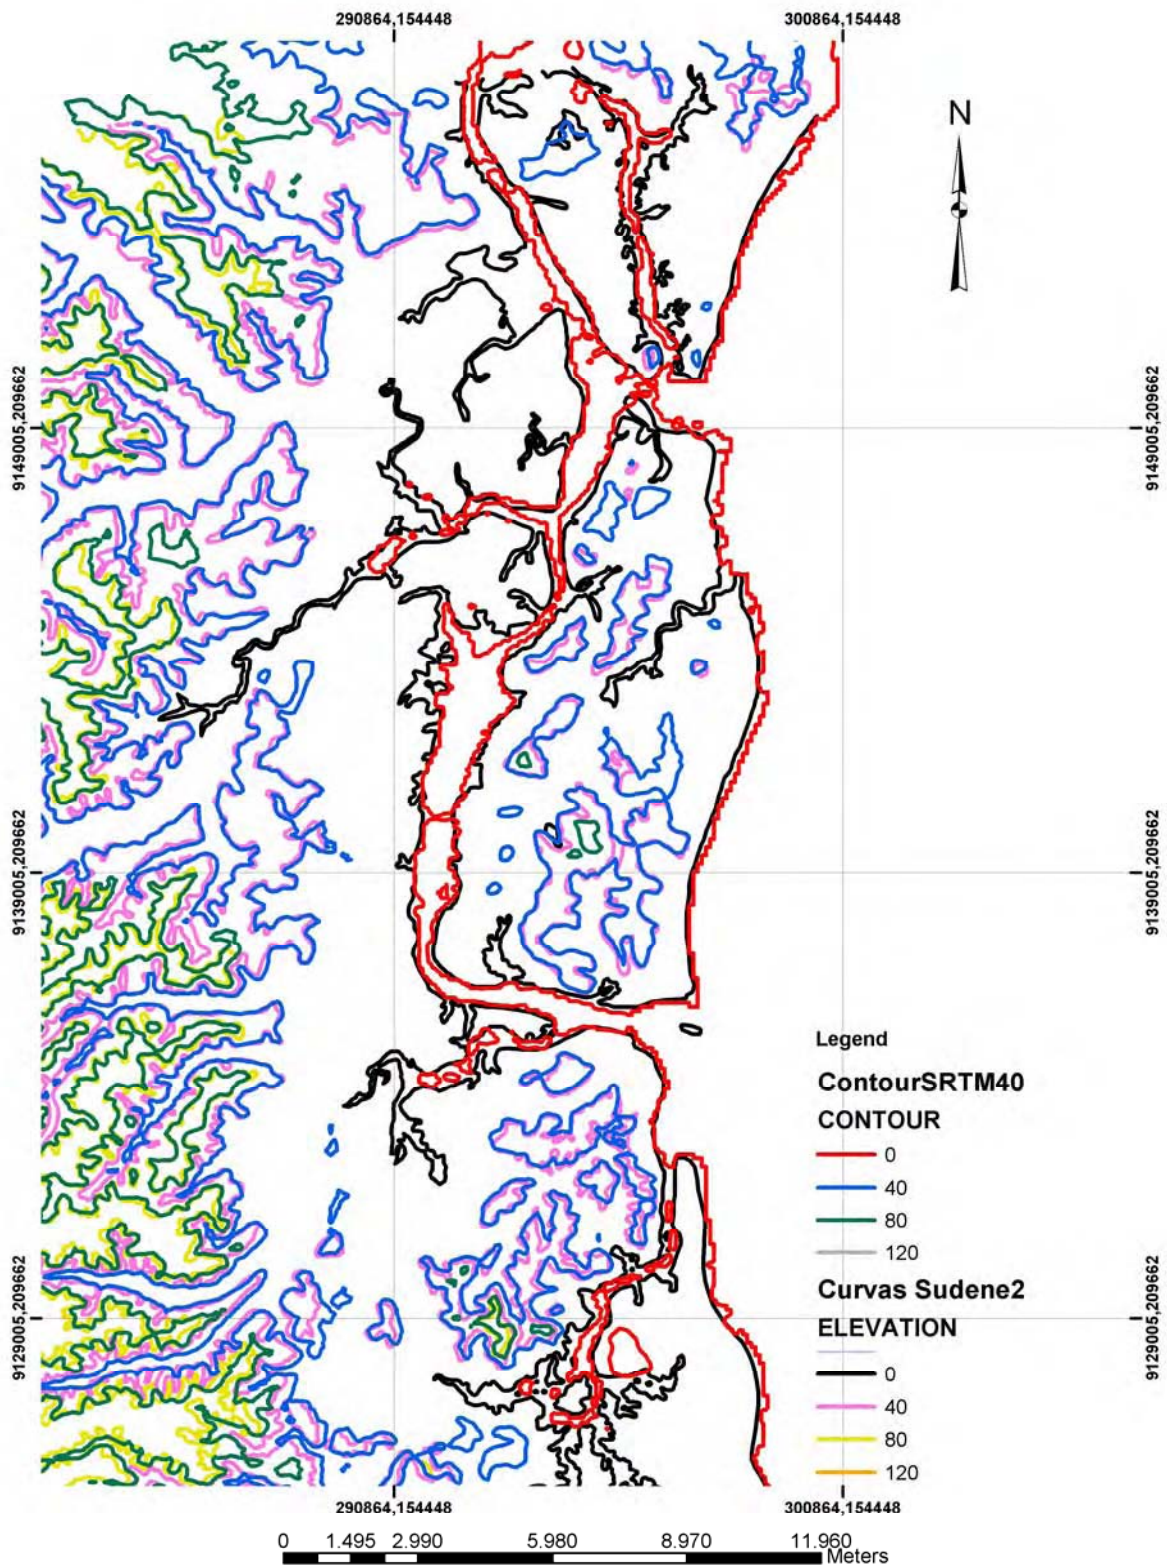 290864,154448 300864,154448
N
9149005,209662 9149005,209662
9139005,209662 9139005,209662
Legend
ContourSRTM40
CONTOUR
0
40
80
120
Curvas Sudene2
ELEVATION
0
40
80
120
9129005,209662 9129005,209662
290864,154448 300864,154448
0 1.495 2.990 5.980 8.970 11.960
Meters